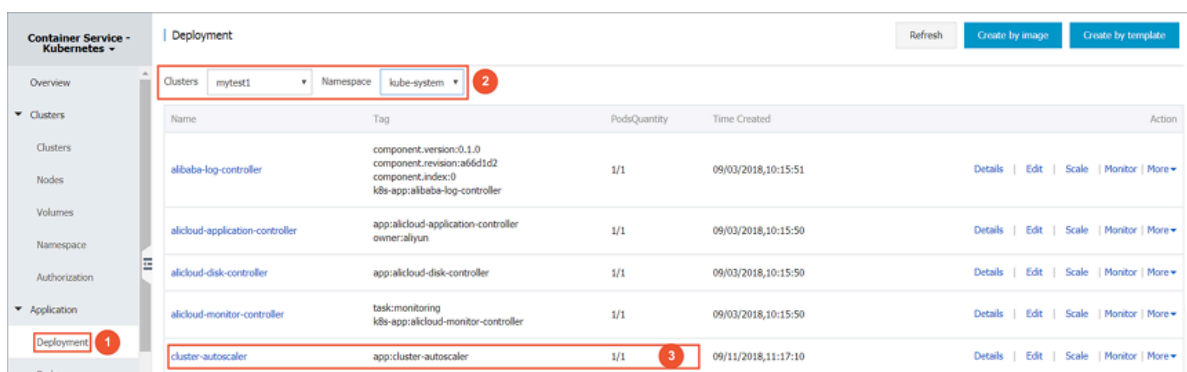 Container Service -
Kubernetes
Deployment
Refresh
Create by image
Create by template
Overview
Clusters mytest1 Namespace kube-system 2
Clusters
Name Tag PodsQuantity Time Created Action
Clusters
Nodes
Volumes
Namespace
Authorization
Application
Deployment 1
alibaba-log-controller
component.version:0.1.0
component.revision:a66d1d2
component.index:0
k8s-app:alibaba-log-controller
1/1 09/03/2018,10:15:51 Details | Edit | Scale | Monitor | More
alicloud-application-controller
app:alicloud-application-controller
owner:aliyun
1/1 09/03/2018,10:15:50 Details | Edit | Scale | Monitor | More
alicloud-disk-controller app:alicloud-disk-controller 1/1 09/03/2018,10:15:50 Details | Edit | Scale | Monitor | More
alicloud-monitor-controller
task:monitoring
k8s-app:alicloud-monitor-controller
1/1 09/03/2018,10:15:50 Details | Edit | Scale | Monitor | More
cluster-autoscaler app:cluster-autoscaler 1/1 3 09/11/2018,11:17:10 Details | Edit | Scale | Monitor | More